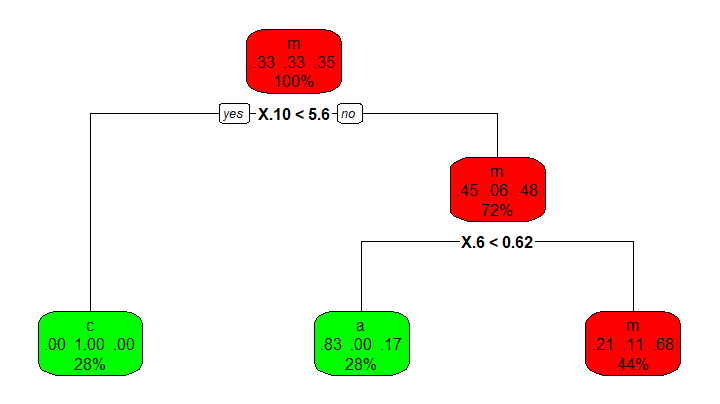 m
.33 .33 .35
100%
yes X.10 < 5.6 no
m
.45 .06 .48
72%
X.6 < 0.62
c
.00 1.00 .00
28%
a
.83 .00 .17
28%
m
.21 .11 .68
44%